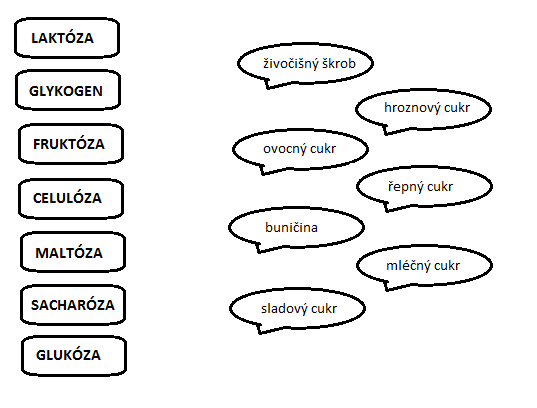 LAKTÓZA
GLYKOGEN
FRUKTÓZA
CELULÓZA
MALTÓZA
SACHARÓZA
GLUKÓZA
živočišný škrob
hroznový cukr
ovocný cukr
řepný cukr
buničina
mléčný cukr
sladový cukr